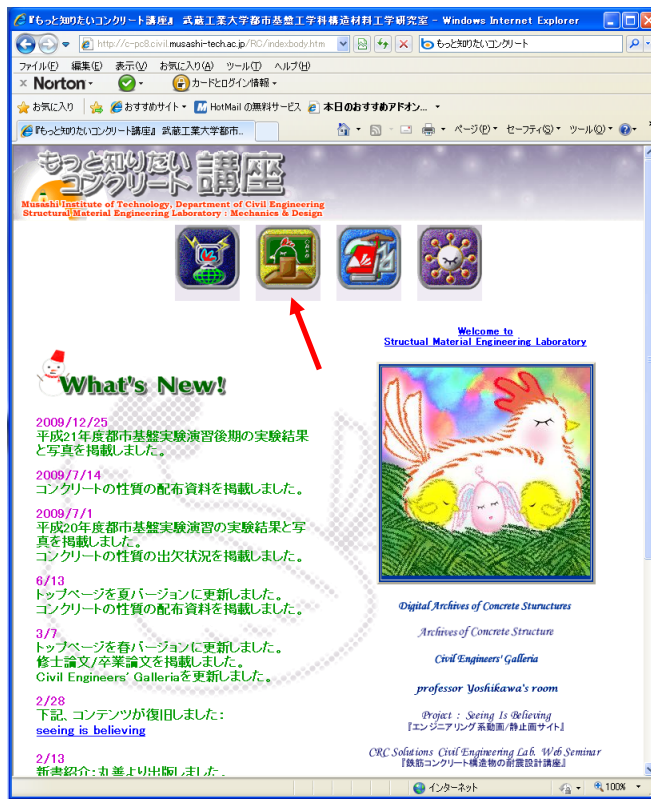 『もっと知りたいコンクリート講座』 武蔵工業大学都市基盤工学科構造材料工学研究室 - Windows Internet Explorer
http://c-pc8.civil.musashi-tech.ac.jp/RC/indexbody.htm
もっと知りたいコンクリート
ファイル(F) 編集(E) 表示(V) お気に入り(A) ツール(T) ヘルプ(H)
× Norton カードとログイン情報
お気に入り おすすめサイト HotMail の無料サービス 本日のおすすめアドオン...
『もっと知りたいコンクリート講座』 武蔵工業大学都市... ページ(P) セーフティ(S) ツール(O)
もっと知りたい
コンクリート 講座
Musashi Institute of Technology, Department of Civil Engineering
Structural Material Engineering Laboratory : Mechanics & Design
Welcome to
Structual Material Engineering Laboratory
What's New!
2009/12/25
平成21年度都市基盤実験演習後期の実験結果
と写真を掲載しました。
2009/7/14
コンクリートの性質の配布資料を掲載しました。
2009/7/1
平成20年度都市基盤実験演習の実験結果と写
真を掲載しました。
コンクリートの性質の出欠状況を掲載しました。
6/13
トップページを夏バージョンに更新しました。
コンクリートの性質の配布資料を掲載しました。
3/7
トップページを春バージョンに更新しました。
修士論文/卒業論文を掲載しました。
Civil Engineers' Galleriaを更新しました。
2/28
下記、コンテンツが復旧しました:
seeing is believing
2/13
新書紹介:丸善より出版しました。
Digital Archives of Concrete Stuructures
Archives of Concrete Structure
Civil Engineers' Galleria
professor Yoshikawa's room
Project : Seeing Is Believing
『エンジニアリング系動画/静止画サイト』
CRC Solutions Civil Engineering Lab. Web Seminar
『鉄筋コンクリート構造物の耐震設計講座』
インターネット 100%